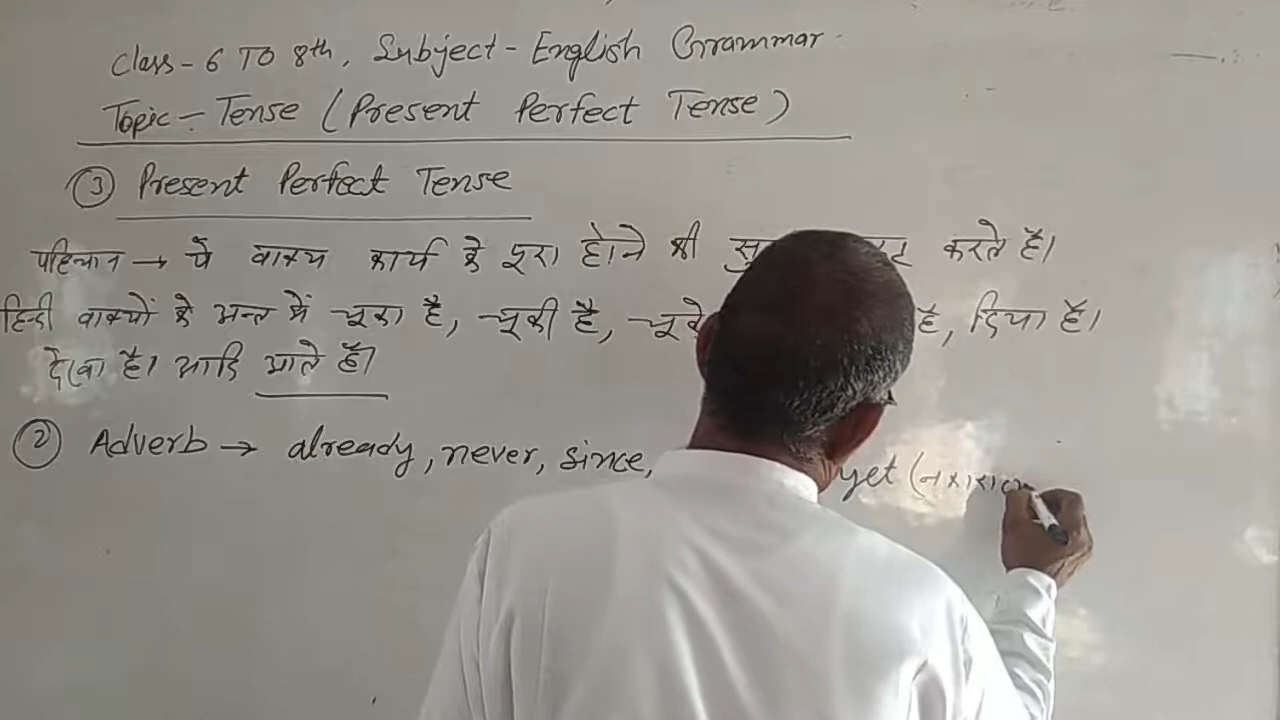 Class - 6 TO 8th, Subject - English Grammar
Topic - Tense (Present Perfect Tense)
③ Present Perfect Tense
पहिचान → ये वाक्य कार्य के पूरा होने की करते हैं।
हिन्दी वाक्यों के अन्त में चूका है, चूकी है, चूके है, दिया है।
देखा है। आदि आते हैं।
② Adverb → already, never, since, yet (नकारात्म